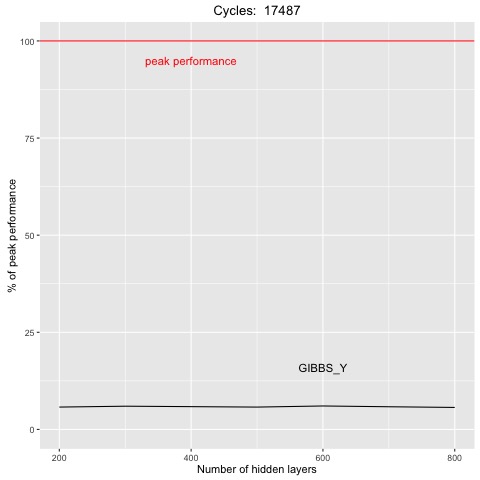 Cycles: 17487
100
peak performance
75
% of peak performance
50
25
GIBBS_Y
0
200 400 600 800
Number of hidden layers